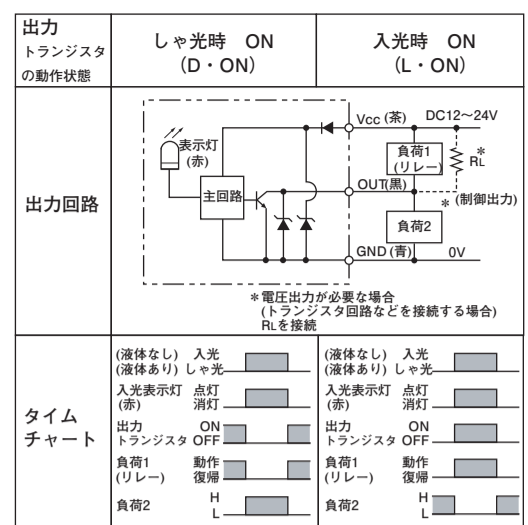 出力
トランジスタ
の動作状態
しゃ光時 ON
(D・ON)
入光時 ON
(L・ON)
出力回路
表示灯
(赤)
主回路
Vcc (茶)
DC12～24V
負荷1
(リレー)
*
RL
OUT(黒)
* (制御出力)
負荷2
GND (青)
0V
*電圧出力が必要な場合
(トランジスタ回路などを接続する場合)
RLを接続
タイム
チャート
(液体なし) 入光
(液体あり) しゃ光
入光表示灯 点灯
(赤) 消灯
出力 ON
トランジスタ OFF
負荷1 動作
(リレー) 復帰
負荷2 H
L
(液体なし) 入光
(液体あり) しゃ光
入光表示灯 点灯
(赤) 消灯
出力 ON
トランジスタ OFF
負荷1 動作
(リレー) 復帰
負荷2 H
L